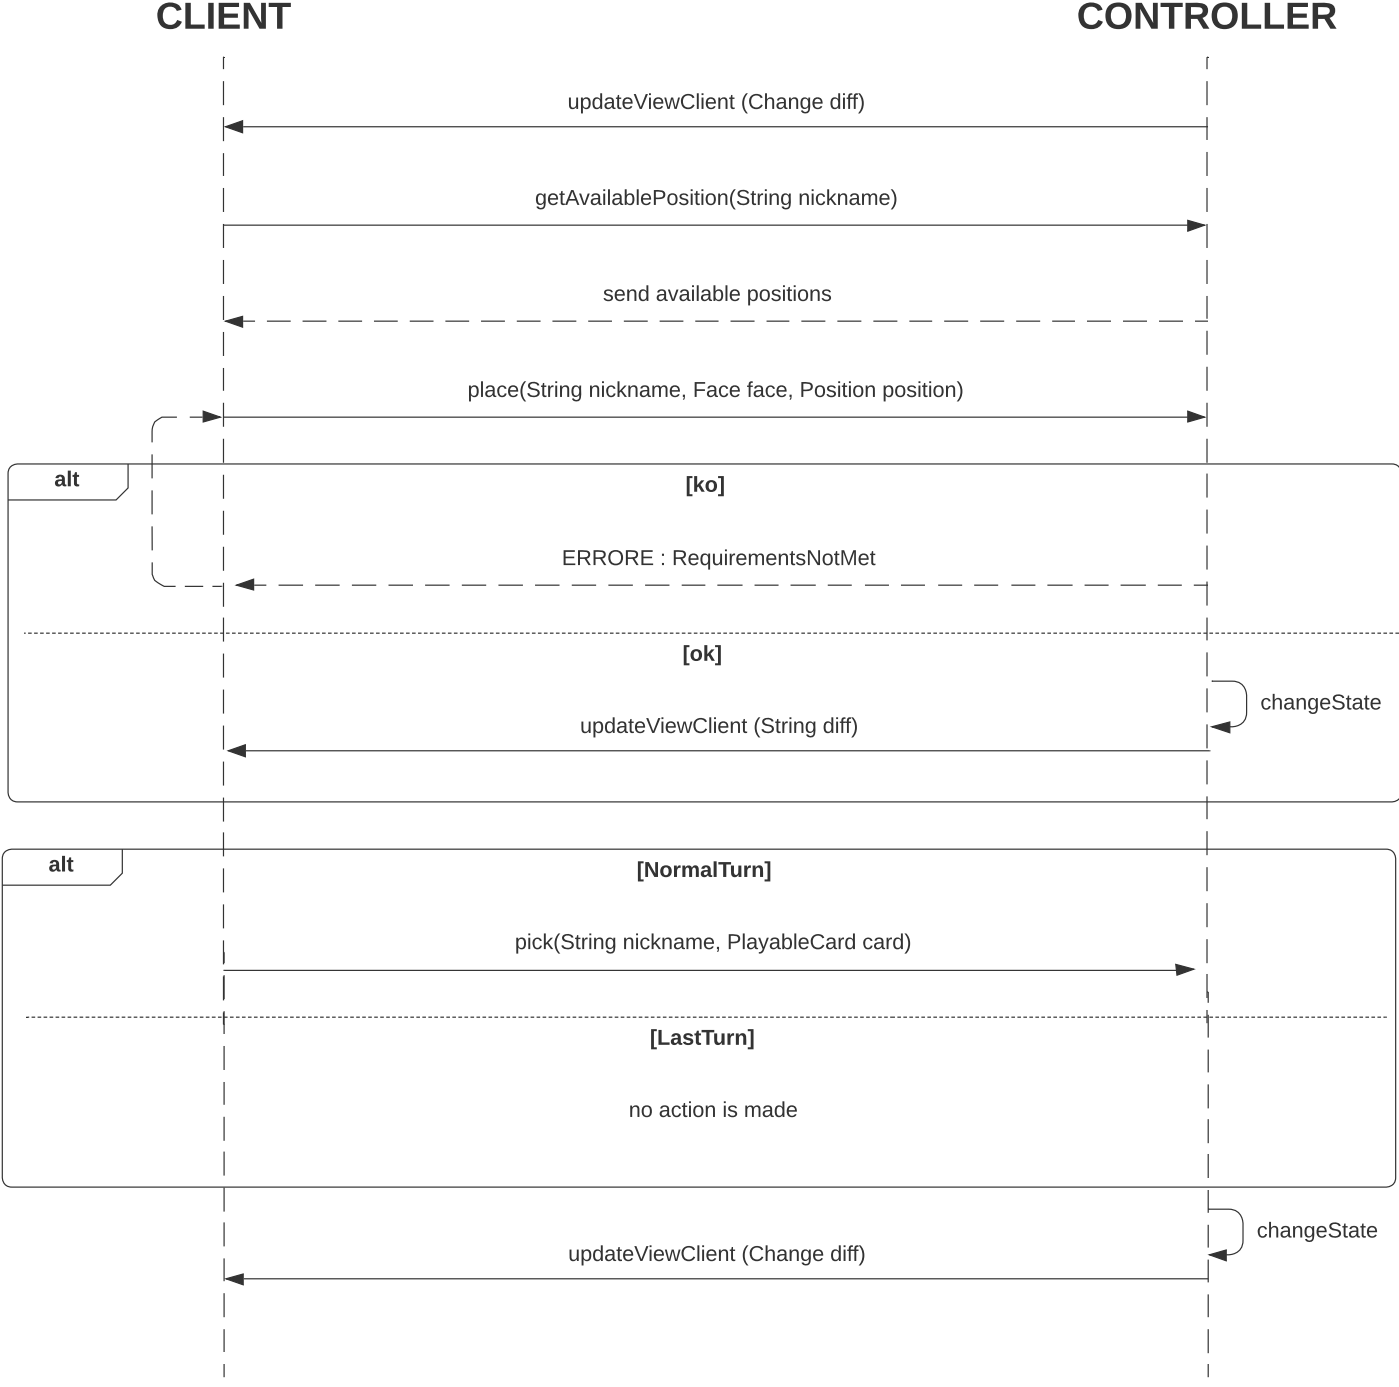 CLIENT
CONTROLLER
updateViewClient (Change diff)
getAvailablePosition(String nickname)
send available positions
place(String nickname, Face face, Position position)
alt
[ko]
ERRORE : RequirementsNotMet
[ok]
changeState
updateViewClient (String diff)
alt
[NormalTurn]
pick(String nickname, PlayableCard card)
[LastTurn]
no action is made
changeState
updateViewClient (Change diff)